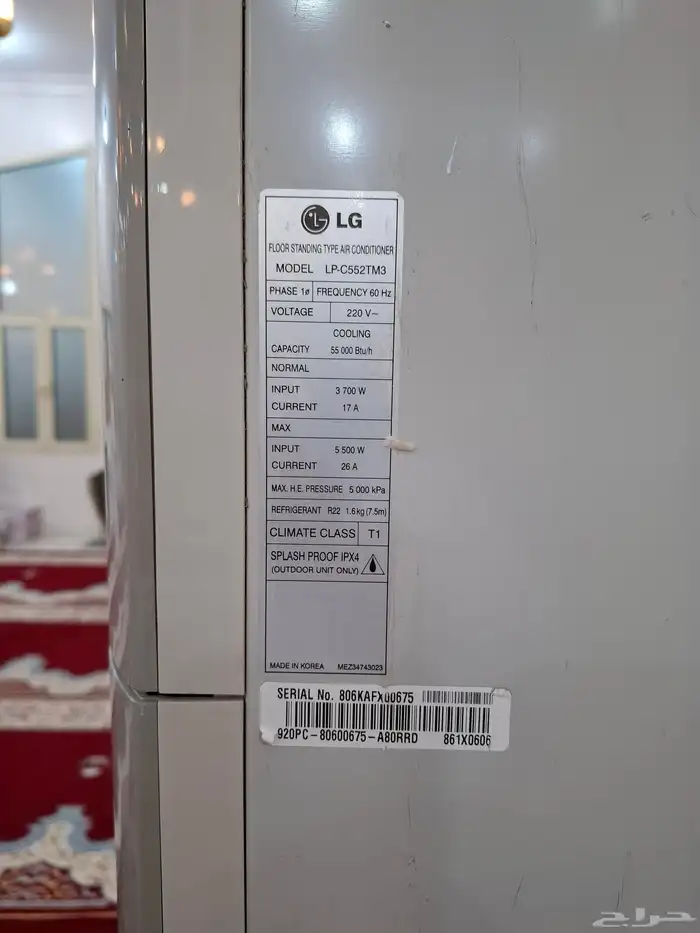 LG
FLOOR STANDING TYPE AIR CONDITIONER
MODEL LP-C552TM3
PHASE 1ø FREQUENCY 60 Hz
VOLTAGE 220 V~
COOLING
CAPACITY 55 000 Btu/h
NORMAL
INPUT 3 700 W
CURRENT 17 A
MAX
INPUT 5 500 W
CURRENT 26 A
MAX. H.E. PRESSURE 5 000 kPa
REFRIGERANT R22 1.6 kg (7.5m)
CLIMATE CLASS T1
SPLASH PROOF IPX4
(OUTDOOR UNIT ONLY)
MADE IN KOREA MEZ34743023
SERIAL No. 806KAFX00675
920PC-80600675-A80RRD 861X0606
حراج